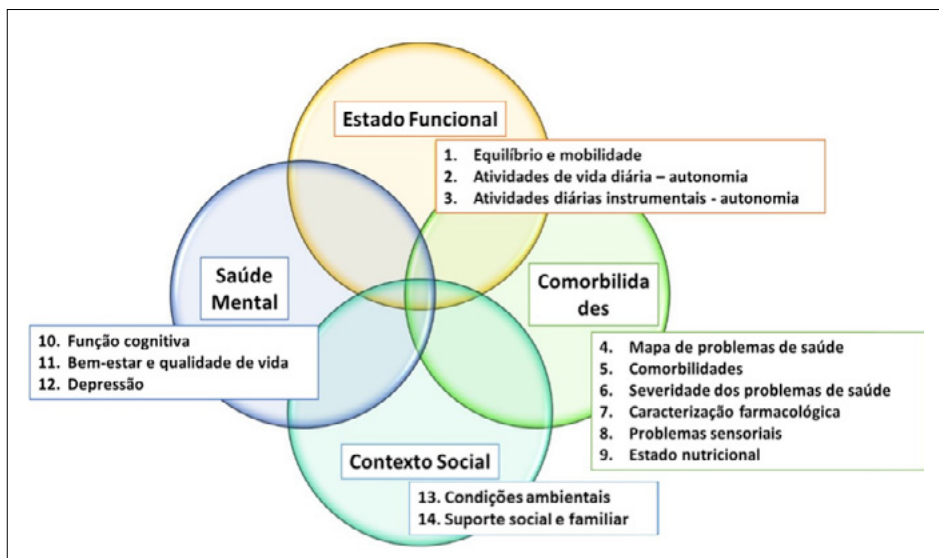 Estado Funcional
1. Equilíbrio e mobilidade
2. Atividades de vida diária – autonomia
3. Atividades diárias instrumentais - autonomia
Saúde
Mental
10. Função cognitiva
11. Bem-estar e qualidade de vida
12. Depressão
Comorbilida
des
4. Mapa de problemas de saúde
5. Comorbilidades
6. Severidade dos problemas de saúde
7. Caracterização farmacológica
8. Problemas sensoriais
9. Estado nutricional
Contexto Social
13. Condições ambientais
14. Suporte social e familiar